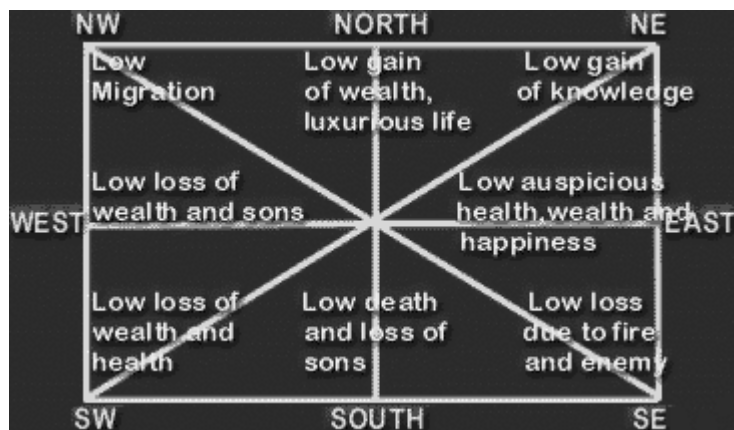 NW NORTH NE
Low Migration
Low gain of wealth, luxurious life
Low gain of knowledge
WEST
Low loss of wealth and sons
Low auspicious health,wealth and happiness
EAST
Low loss of wealth and health
Low death and loss of sons
Low loss due to fire and enemy
SW SOUTH SE